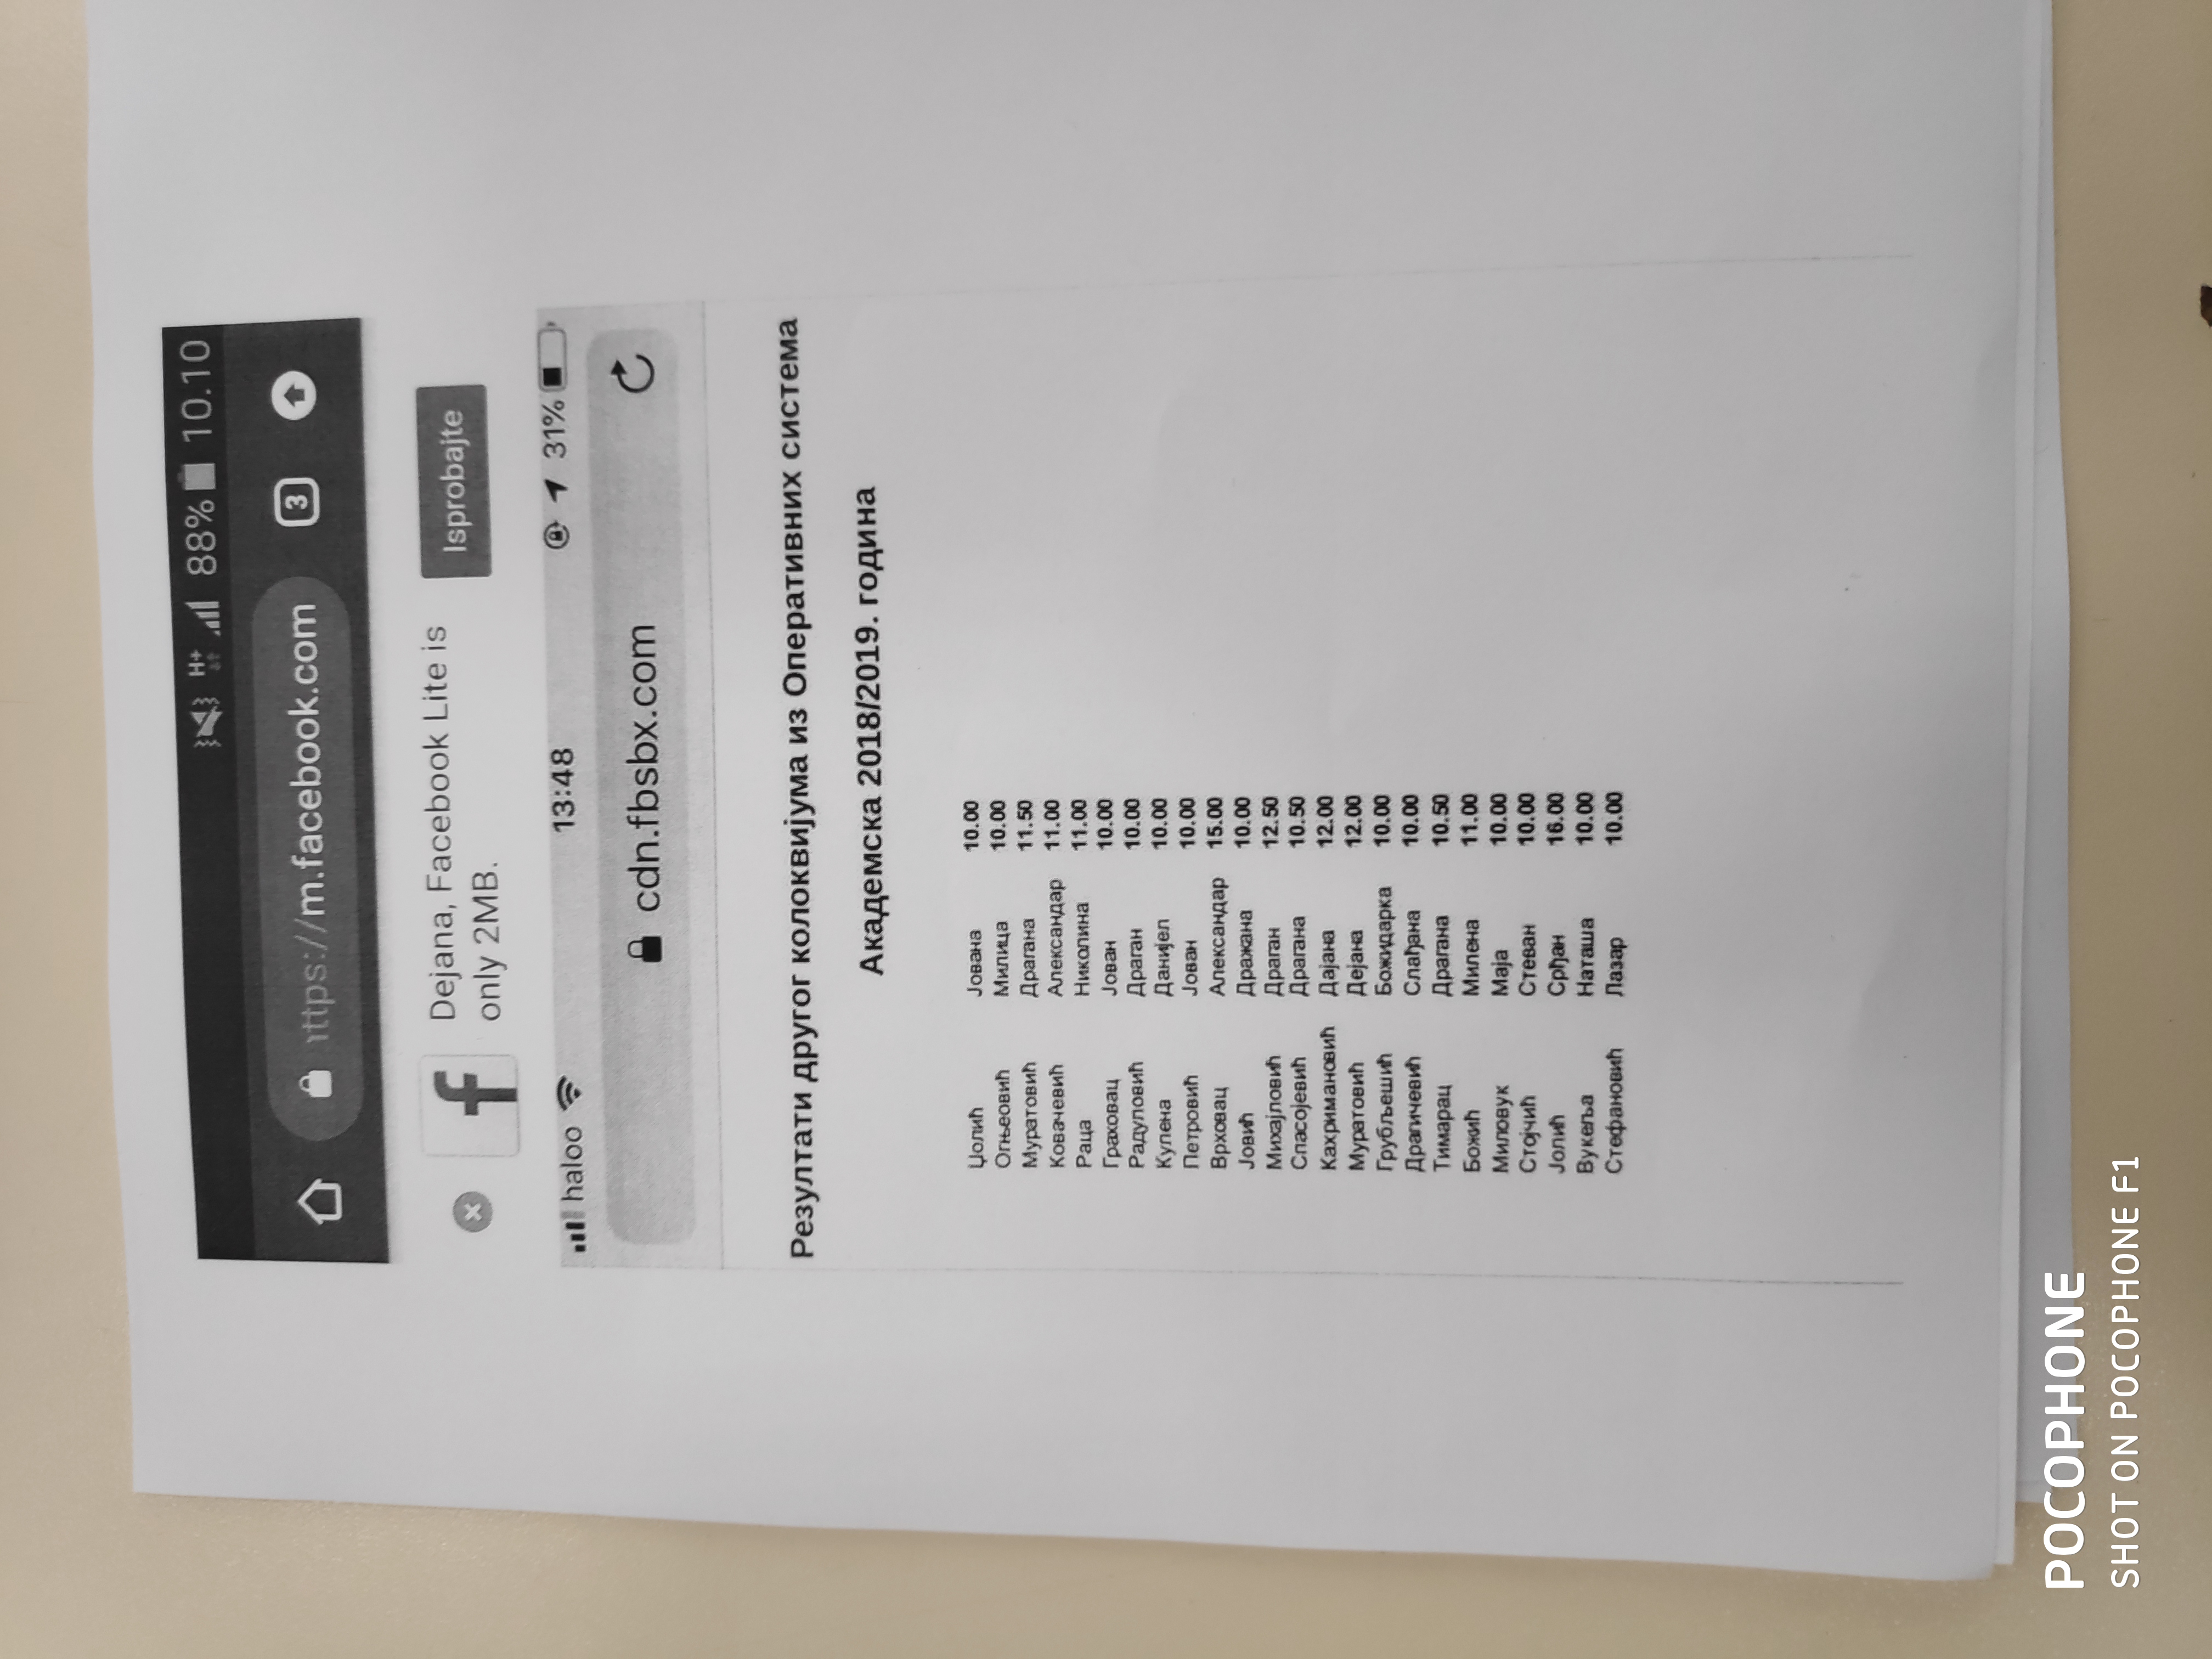 H+ 88% 10.10
ttps://m.facebook.com 3
Dejana, Facebook Lite is
only 2MB.
Isprobajte
haloo 13:48 31%
cdn.fbsbx.com
Резултати другог колоквијума из Оперативних система
Академска 2018/2019. година
Џолић Јована 10.00
Огњеовић Милица 10.00
Муратовић Драгана 11.50
Ковачевић Александар 11.00
Раца Николина 11.00
Граховац Јован 10.00
Радуловић Драган 10.00
Кулена Данијел 10.00
Петровић Јован 10.00
Врховац Александар 15.00
Јовић Дражана 10.00
Михајловић Драган 12.50
Спасојевић Драгана 10.50
Кахримановић Дајана 12.00
Муратовић Дејана 12.00
Грубљешић Божидарка 10.00
Драгичевић Слађана 10.00
Тимарац Драгана 10.50
Божић Милена 11.00
Миловук Маја 10.00
Стојчић Стеван 10.00
Јолић Срђан 16.00
Вукеља Наташа 10.00
Стефановић Лазар 10.00
POCOPHONE
SHOT ON POCOPHONE F1